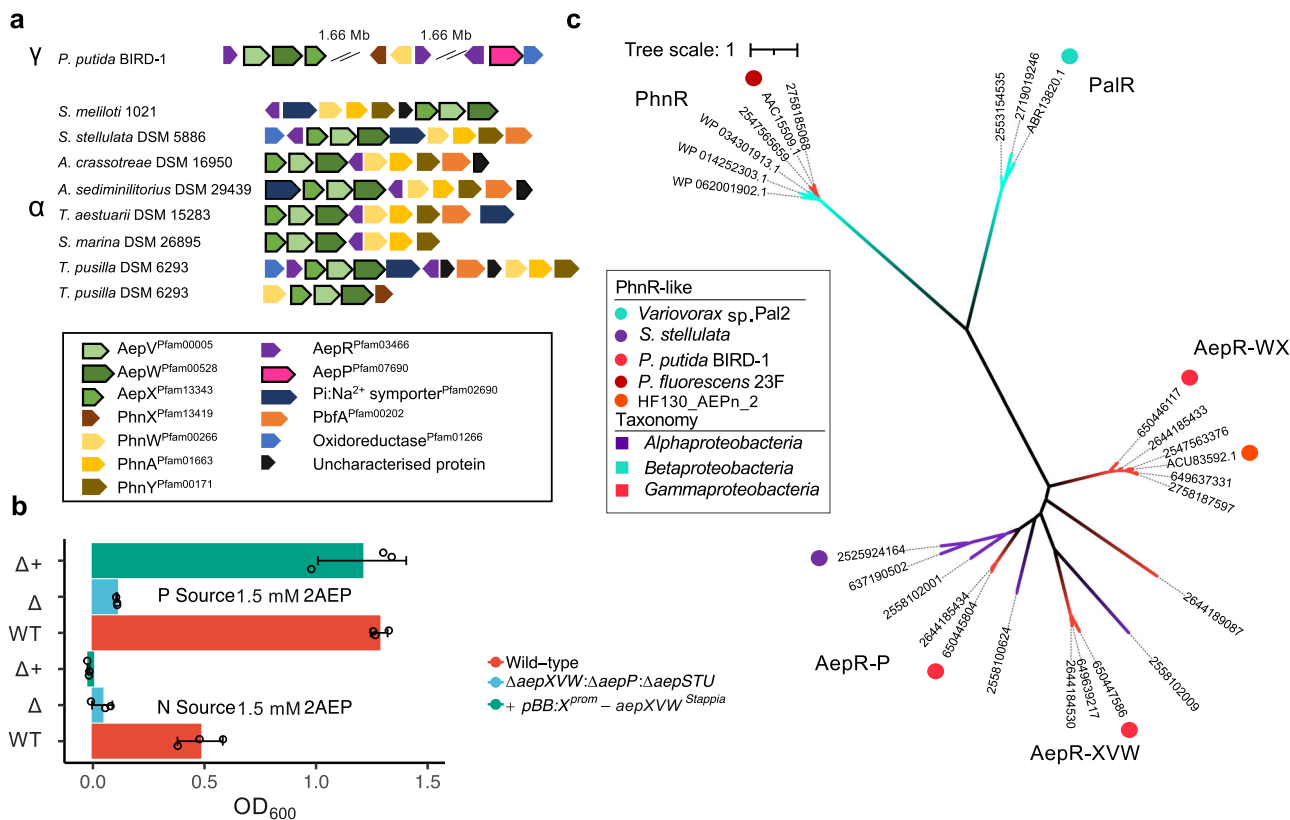 a
1.66 Mb 1.66 Mb
γ P. putida BIRD-1
S. meliloti 1021
S. stellulata DSM 5886
A. crassotreae DSM 16950
A. sediminilitorius DSM 29439
α
T. aestuarii DSM 15283
S. marina DSM 26895
T. pusilla DSM 6293
T. pusilla DSM 6293
AepV^Pfam00005
AepW^Pfam00528
AepX^Pfam13343
PhnX^Pfam13419
PhnW^Pfam00266
PhnA^Pfam01663
PhnY^Pfam00171
AepR^Pfam03466
AepP^Pfam07690
Pi:Na²⁺ symporter^Pfam02690
PbfA^Pfam00202
Oxidoreductase^Pfam01266
Uncharacterised protein
b
Δ+
Δ
WT
Δ+
Δ
WT
P Source 1.5 mM 2AEP
N Source 1.5 mM 2AEP
0.0 0.5 1.0 1.5
OD₆₀₀
Wild–type
ΔaepXVW:ΔaepP:ΔaepSTU
+ pBB:X^prom – aepXVW^Stappia
c
Tree scale: 1
PhnR
2758185068
AAC15509.1
2547565659
WP 034301913.1
WP 014252303.1
WP 062001902.1
PalR
2553154535
2719019246
ABR13820.1
PhnR-like
Variovorax sp.Pal2
S. stellulata
P. putida BIRD-1
P. fluorescens 23F
HF130_AEPn_2
Taxonomy
Alphaproteobacteria
Betaproteobacteria
Gammaproteobacteria
AepR-WX
650446117
2644185433
2547563376
ACU83592.1
649637331
2758187597
2644189087
2558102009
650447586
649639217
2644184530
AepR-XVW
2558100624
650445804
2644185434
AepR-P
2558102001
637190502
2525924164